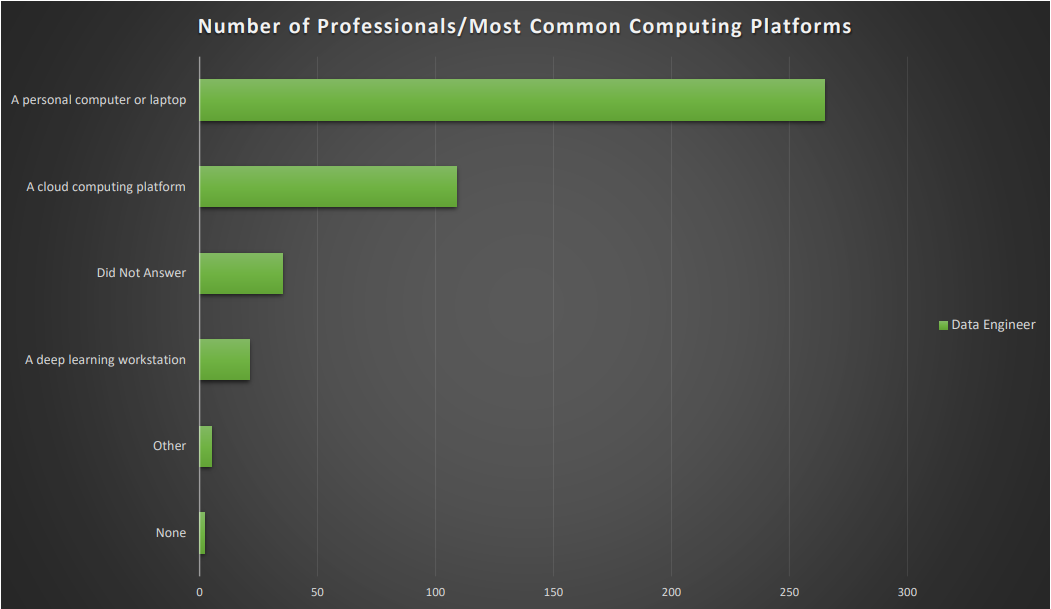 Number of Professionals/Most Common Computing Platforms
A personal computer or laptop
A cloud computing platform
Did Not Answer
A deep learning workstation
Other
None
0 50 100 150 200 250 300
Data Engineer